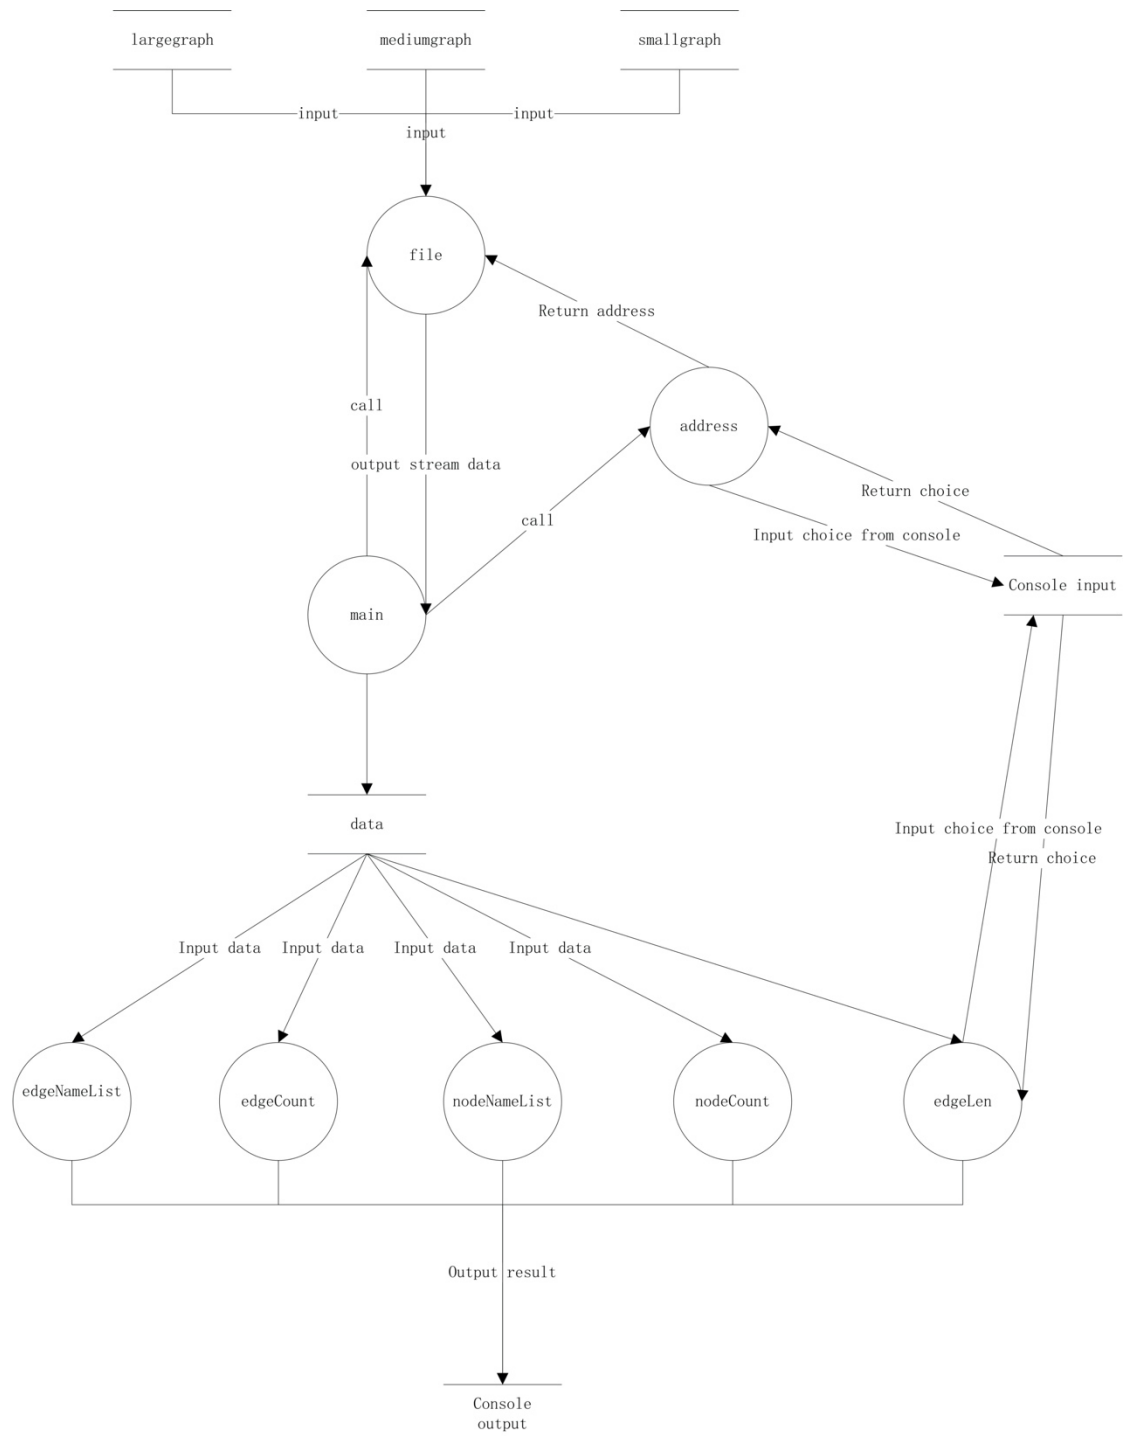 largegraph
mediumgraph
smallgraph
input
input
input
file
Return address
call
address
output stream data
Return choice
call
Input choice from console
Console input
main
data
Input choice from console
Return choice
Input data
Input data
Input data
Input data
edgeNameList
edgeCount
nodeNameList
nodeCount
edgeLen
Output result
Console
output